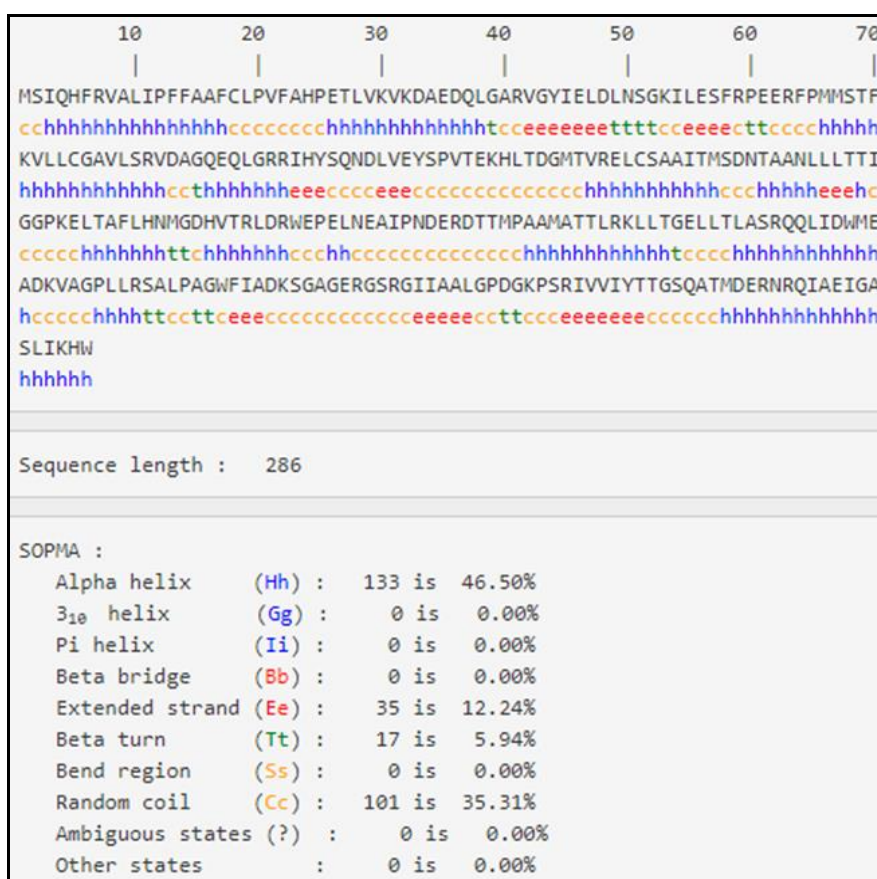 10 20 30 40 50 60 70
| | | | | | |
MSIQHFRVALIPFFAAFCLPVFAHPETLVKVKDAEDQLGARVGYIELDLNSGKILESFRPEERFPMMSTF
cchhhhhhhhhhhhhhhccccccccchhhhhhhhhhhhhtcceeeeeeettttcceeeecttcccchhhhh
KVLLCGAVLSRVDAGQEQLGRRIHYSQNDLVEYSPVTEKHLTDGMTVRELCSAAITMSDNTAANLLLTTI
hhhhhhhhhhhhcccthhhhhhheeecccceeecccccccccccccchhhhhhhhhhhccchhhhheeehc
GGPKELTAFLHNMGDHVTRLDRWEPELNEAIPNDERDTTMPAAMATTLRKLLTGELLTLASRQQLIDWME
ccccchhhhhhhttchhhhhhhccchhcccccccccccccchhhhhhhhhhhhtcccchhhhhhhhhhhh
ADKVAGPLLRSALPAGWFIADKSGAGERGSRGIIAALGPDGKPSRIVVIYTTGSQATMDERNRQIAEIGA
hccccchhhhttccttceeecccccccccccceeeeeccttccceeeeeeecccccchhhhhhhhhhhhh
SLIKHW
hhhhhh
Sequence length : 286
SOPMA :
Alpha helix (Hh) : 133 is 46.50%
3₁₀ helix (Gg) : 0 is 0.00%
Pi helix (Ii) : 0 is 0.00%
Beta bridge (Bb) : 0 is 0.00%
Extended strand (Ee) : 35 is 12.24%
Beta turn (Tt) : 17 is 5.94%
Bend region (Ss) : 0 is 0.00%
Random coil (Cc) : 101 is 35.31%
Ambiguous states (?) : 0 is 0.00%
Other states : 0 is 0.00%